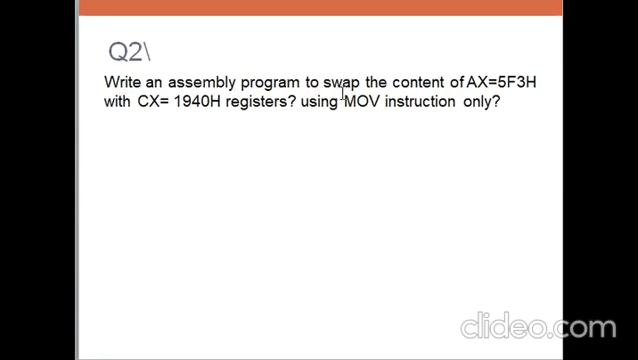 Q2\
Write an assembly program to swap the content of AX=5F3H
with CX= 1940H registers? using MOV instruction only?
clideo.com